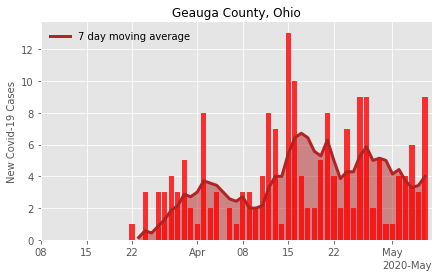 Geauga County, Ohio
7 day moving average
New Covid-19 Cases
12
10
8
6
4
2
0
08 15 22 Apr 08 15 22 May
2020-May